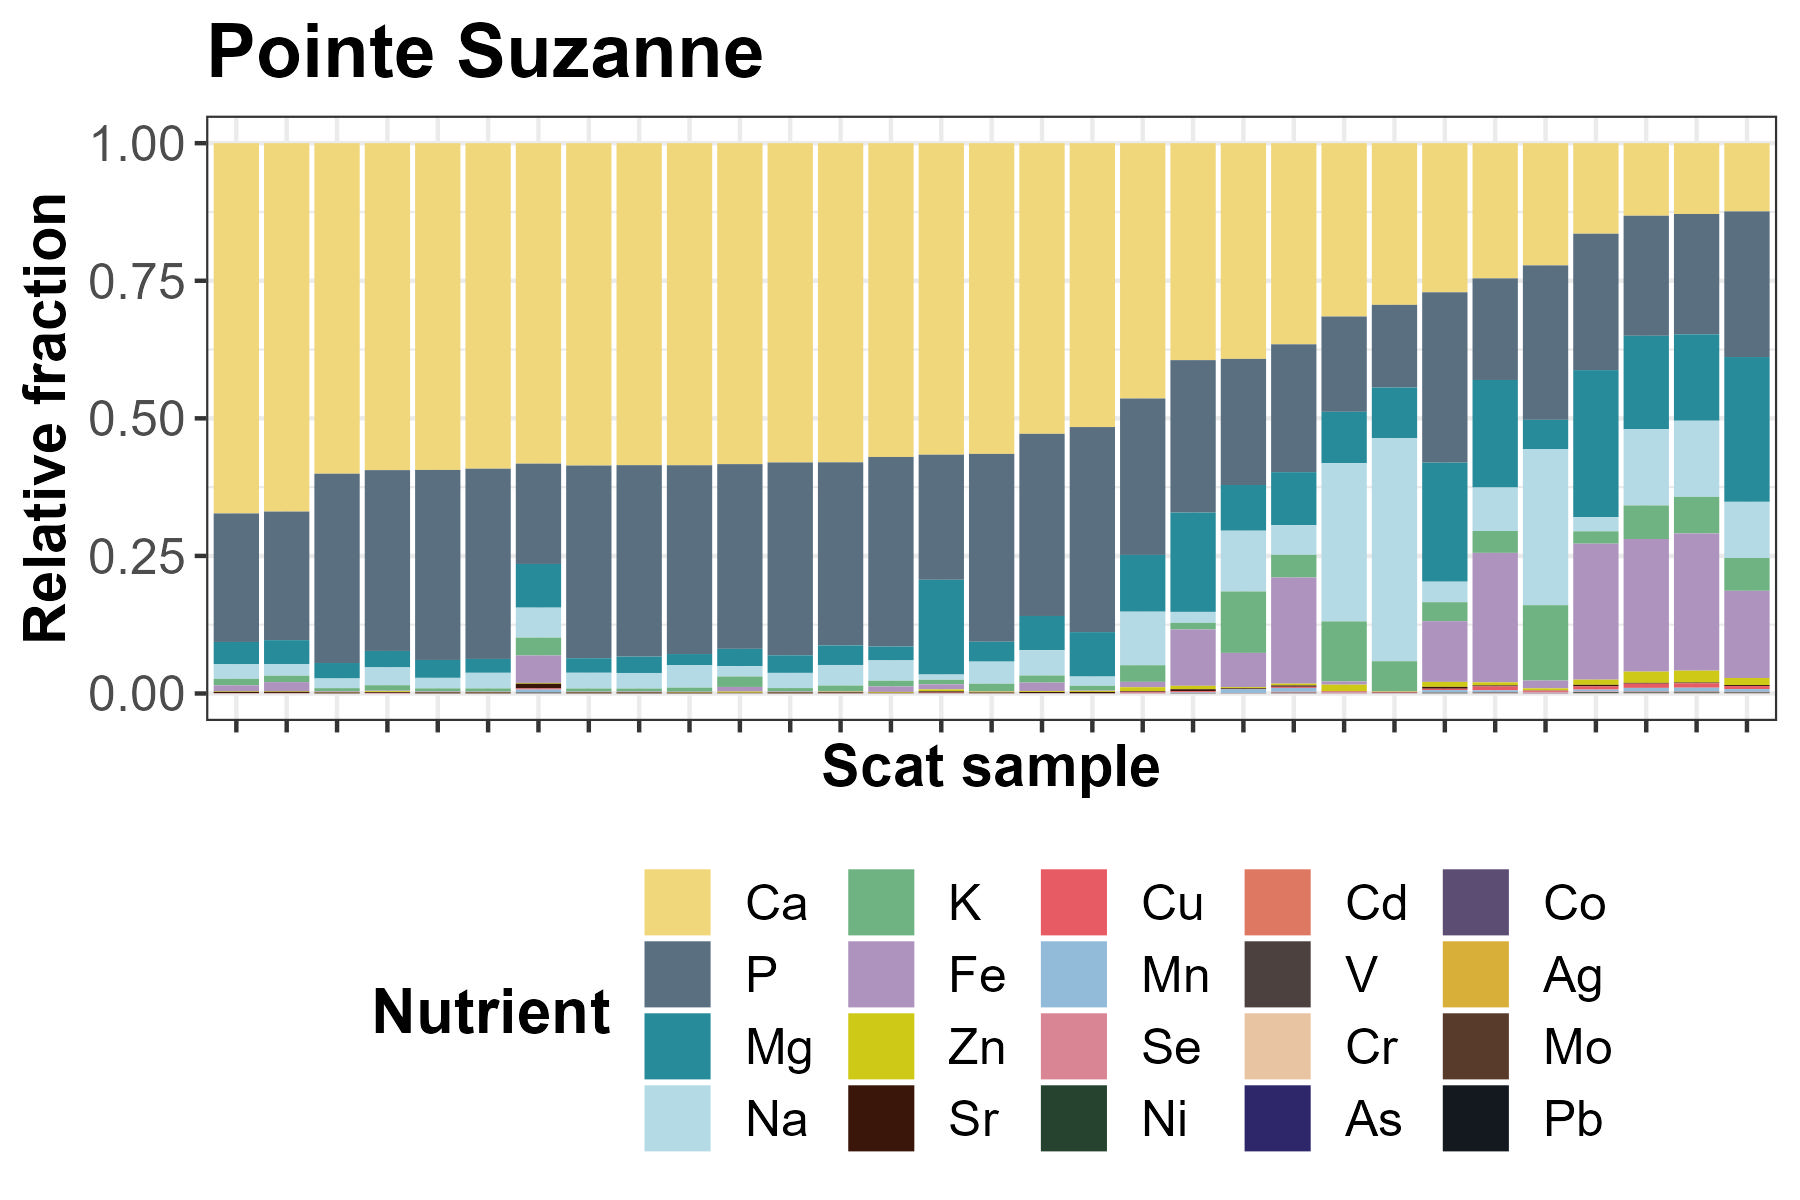 Pointe Suzanne
1.00
0.75
0.50
0.25
0.00
Relative fraction
Scat sample
Nutrient
Ca K Cu Cd Co
P Fe Mn V Ag
Mg Zn Se Cr Mo
Na Sr Ni As Pb